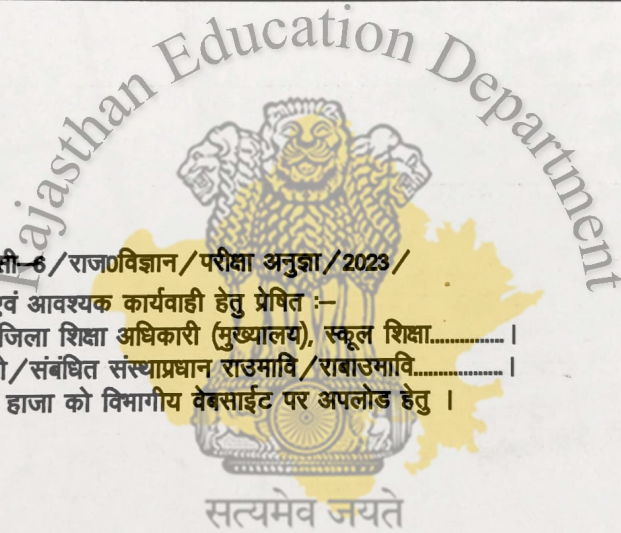 Rajasthan Education Department
सी-6/राज0विज्ञान/परीक्षा अनुज्ञा/2023/
एवं आवश्यक कार्यवाही हेतु प्रेषित :–
जिला शिक्षा अधिकारी (मुख्यालय), स्कूल शिक्षा............... ।
/संबंधित संस्थाप्रधान राउमावि/राबाउमावि.................. ।
हाजा को विभागीय वेबसाईट पर अपलोड हेतु ।
सत्यमेव जयते